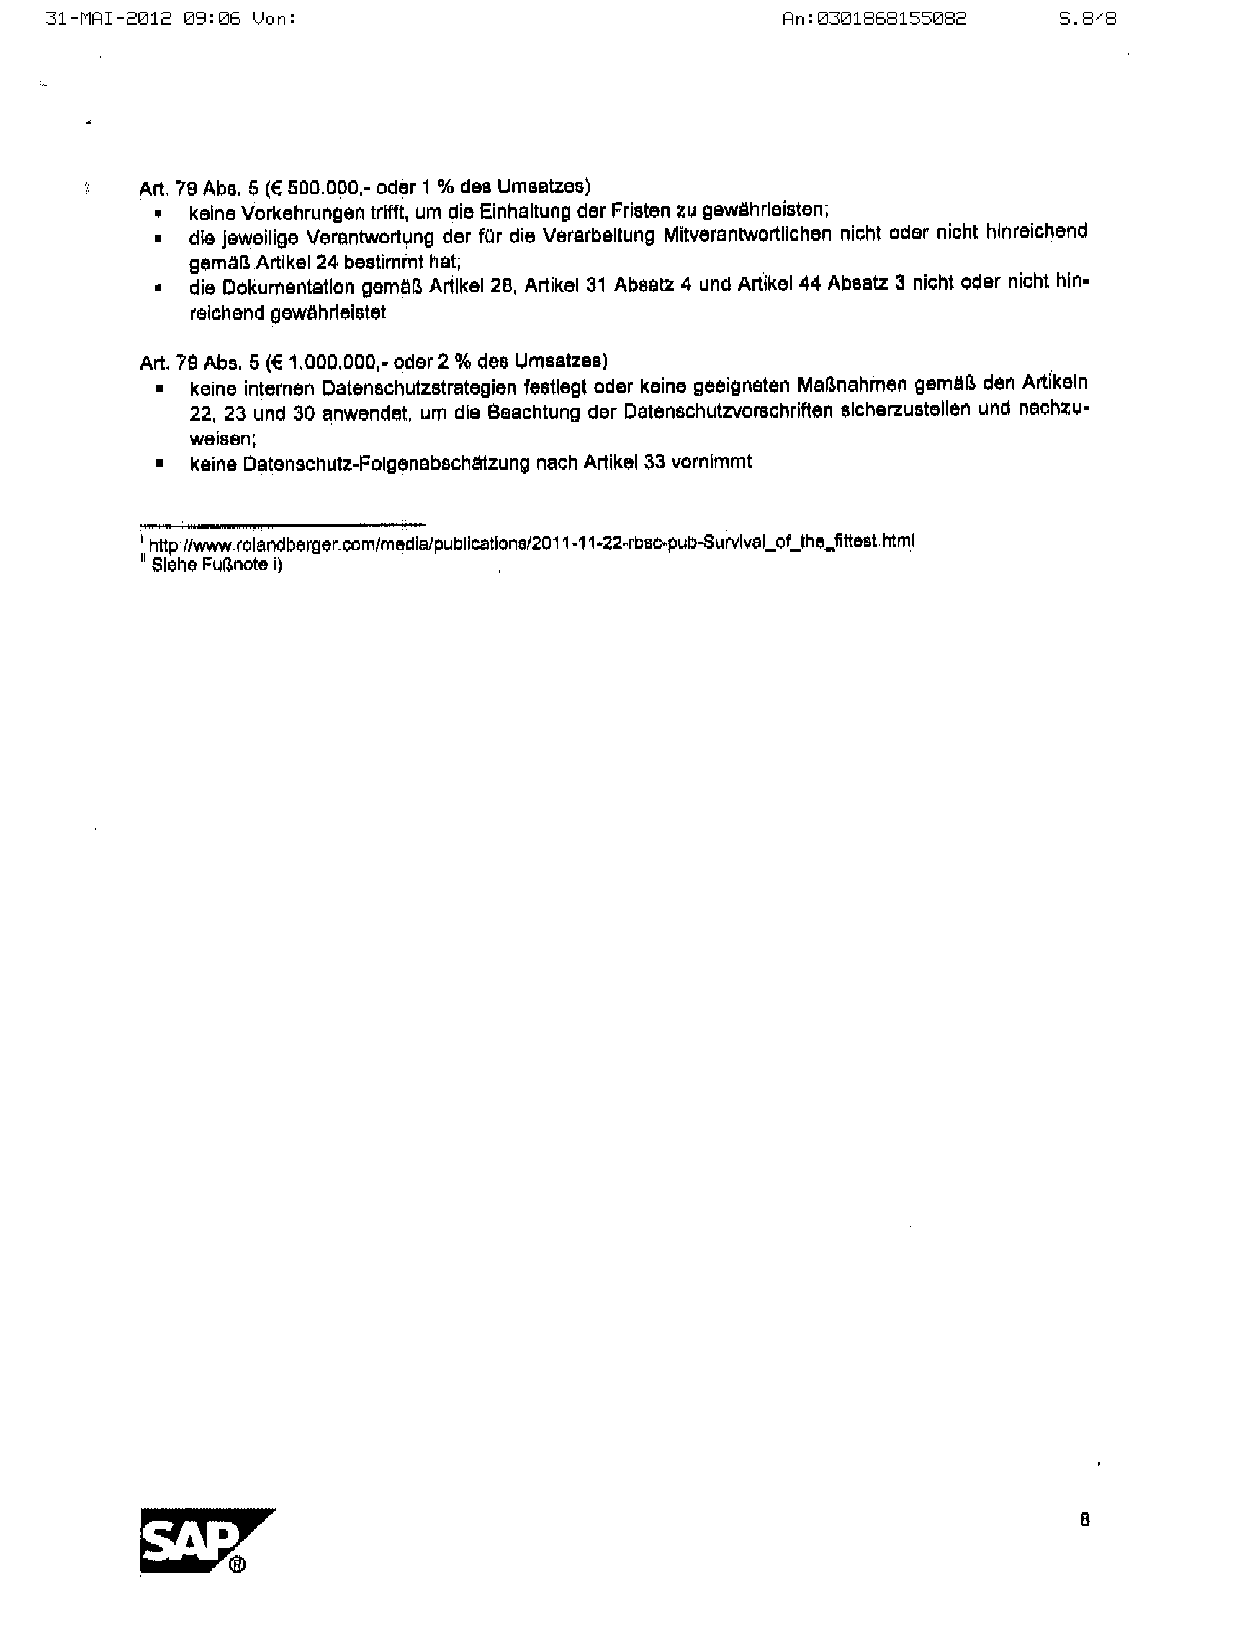 31-MAI-2012 09:06 Von: An:0301868155082 S.8/8
Art. 79 Abs. 5 (€ 500.000,- oder 1 % des Umsatzes)
▪ keine Vorkehrungen trifft, um die Einhaltung der Fristen zu gewährleisten;
▪ die jeweilige Verantwortung der für die Verarbeitung Mitverantwortlichen nicht oder nicht hinreichend
gemäß Artikel 24 bestimmt hat;
▪ die Dokumentation gemäß Artikel 28, Artikel 31 Absatz 4 und Artikel 44 Absatz 3 nicht oder nicht hin-
reichend gewährleistet
Art. 79 Abs. 5 (€ 1.000.000,- oder 2 % des Umsatzes)
▪ keine internen Datenschutzstrategien festlegt oder keine geeigneten Maßnahmen gemäß den Artikeln
22, 23 und 30 anwendet, um die Beachtung der Datenschutzvorschriften sicherzustellen und nachzu-
weisen;
▪ keine Datenschutz-Folgenabschätzung nach Artikel 33 vornimmt
i http://www.rolandberger.com/media/publications/2011-11-22-rbsc-pub-Survival_of_the_fittest.html
ii Siehe Fußnote i)
SAP® 8